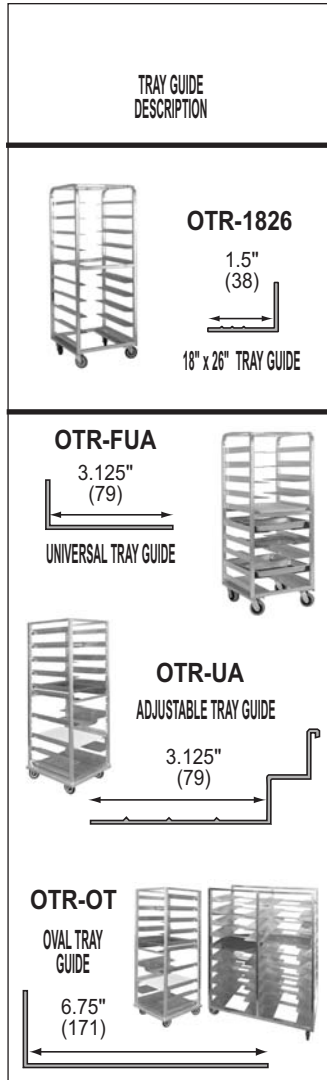 TRAY GUIDE
DESCRIPTION
OTR-1826
1.5"
(38)
18" x 26" TRAY GUIDE
OTR-FUA
3.125"
(79)
UNIVERSAL TRAY GUIDE
OTR-UA
ADJUSTABLE TRAY GUIDE
3.125"
(79)
OTR-OT
OVAL TRAY
GUIDE
6.75"
(171)